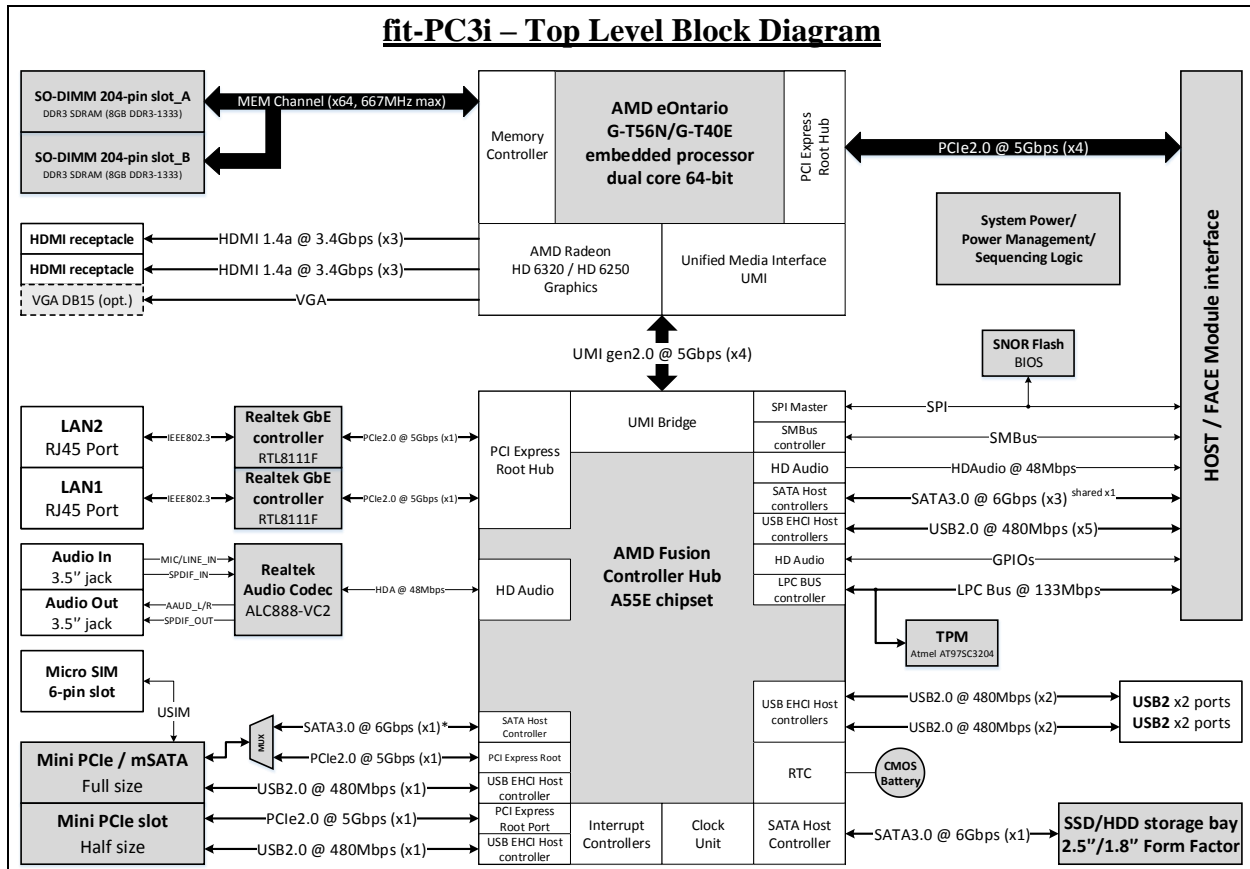 fit-PC3i – Top Level Block Diagram
SO-DIMM 204-pin slot_A
DDR3 SDRAM (8GB DDR3-1333)
SO-DIMM 204-pin slot_B
DDR3 SDRAM (8GB DDR3-1333)
MEM Channel (x64, 667MHz max)
Memory
Controller
AMD eOntario
G-T56N/G-T40E
embedded processor
dual core 64-bit
PCI Express
Root Hub
PCIe2.0 @ 5Gbps (x4)
HOST / FACE Module interface
System Power/
Power Management/
Sequencing Logic
HDMI receptacle
HDMI 1.4a @ 3.4Gbps (x3)
HDMI receptacle
HDMI 1.4a @ 3.4Gbps (x3)
VGA DB15 (opt.)
VGA
AMD Radeon
HD 6320 / HD 6250
Graphics
Unified Media Interface
UMI
UMI gen2.0 @ 5Gbps (x4)
SNOR Flash
BIOS
LAN2
RJ45 Port
IEEE802.3
Realtek GbE
controller
RTL8111F
PCIe2.0 @ 5Gbps (x1)
LAN1
RJ45 Port
IEEE802.3
Realtek GbE
controller
RTL8111F
PCIe2.0 @ 5Gbps (x1)
PCI Express
Root Hub
UMI Bridge
SPI Master
SPI
SMBus
controller
SMBus
HD Audio
HDAudio @ 48Mbps
SATA Host
controllers
SATA3.0 @ 6Gbps (x3) shared x1
USB EHCI Host
controllers
USB2.0 @ 480Mbps (x5)
HD Audio
GPIOs
LPC BUS
controller
LPC Bus @ 133Mbps
TPM
Atmel AT97SC3204
AMD Fusion
Controller Hub
A55E chipset
Audio In
3.5'' jack
MIC/LINE_IN
SPDIF_IN
Audio Out
3.5'' jack
AAUD_L/R
SPDIF_OUT
Realtek
Audio Codec
ALC888-VC2
HDA @ 48Mbps
HD Audio
Micro SIM
6-pin slot
USIM
MUX
SATA3.0 @ 6Gbps (x1)*
SATA Host
Controller
Mini PCIe / mSATA
Full size
PCIe2.0 @ 5Gbps (x1)
PCI Express Root
USB2.0 @ 480Mbps (x1)
USB EHCI Host
controller
Mini PCIe slot
Half size
PCIe2.0 @ 5Gbps (x1)
PCI Express
Root Port
USB2.0 @ 480Mbps (x1)
USB EHCI Host
controller
Interrupt
Controllers
Clock
Unit
USB EHCI Host
controllers
USB2.0 @ 480Mbps (x2)
USB2.0 @ 480Mbps (x2)
USB2 x2 ports
USB2 x2 ports
RTC
CMOS
Battery
SATA Host
Controller
SATA3.0 @ 6Gbps (x1)
SSD/HDD storage bay
2.5''/1.8'' Form Factor